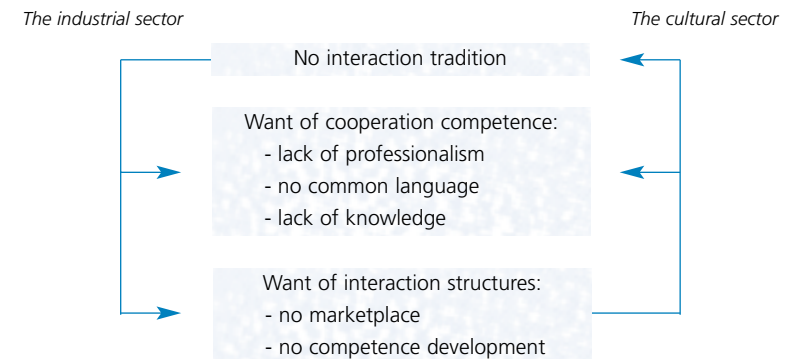 The industrial sector
The cultural sector
No interaction tradition
Want of cooperation competence:
- lack of professionalism
- no common language
- lack of knowledge
Want of interaction structures:
- no marketplace
- no competence development